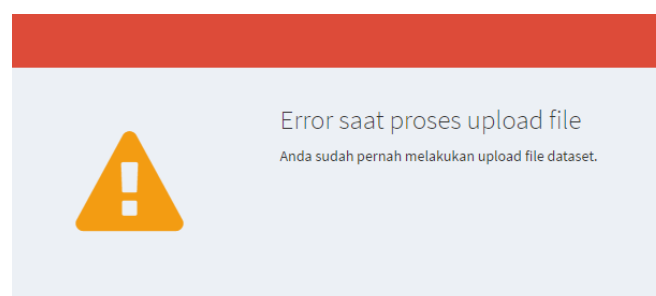 Error saat proses upload file
Anda sudah pernah melakukan upload file dataset.